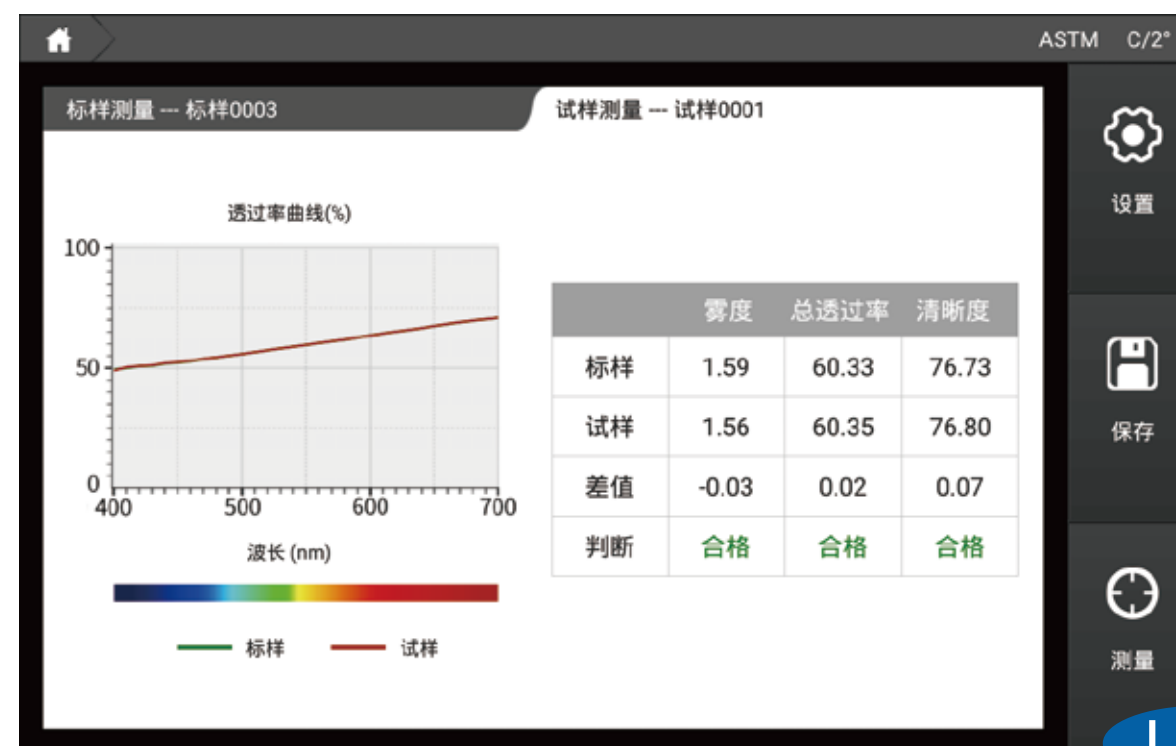 ASTM C/2°
标样测量 --- 标样0003
试样测量 --- 试样0001
设置
透过率曲线(%)
100
50
0
400 500 600 700
波长 (nm)
标样 试样
雾度 总透过率 清晰度
标样 1.59 60.33 76.73
试样 1.56 60.35 76.80
差值 -0.03 0.02 0.07
判断 合格 合格 合格
保存
测量